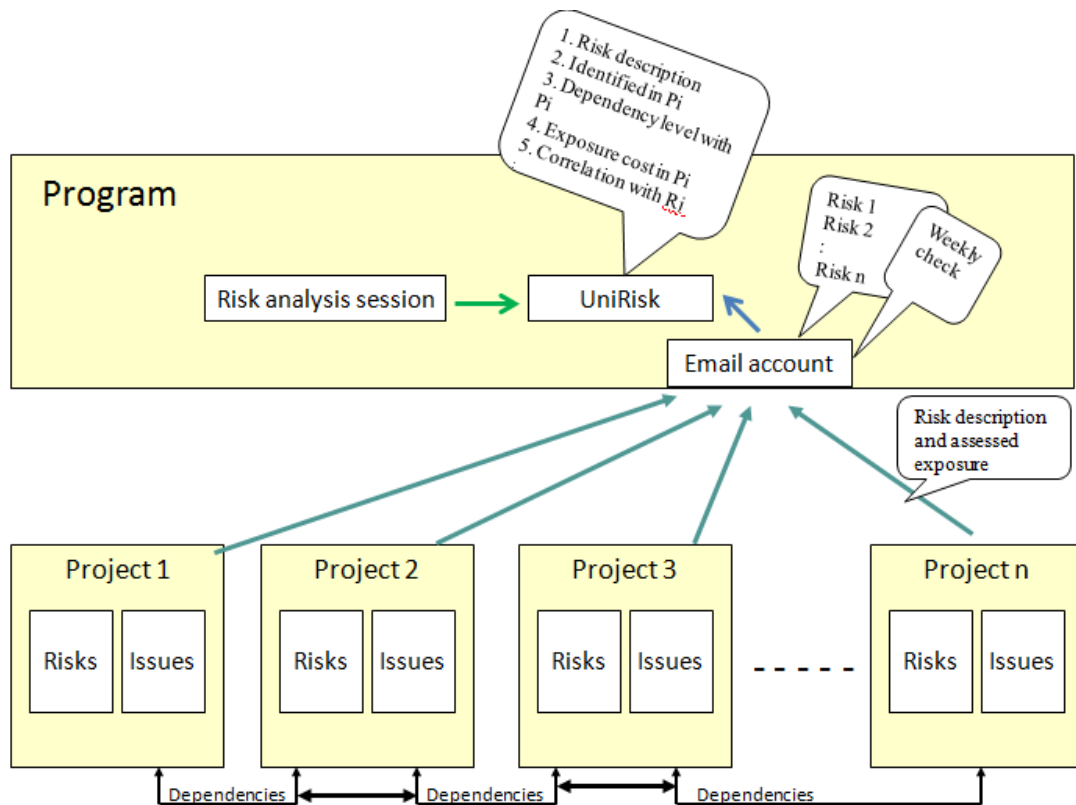 1. Risk description
2. Identified in Pi
3. Dependency level with
Pi
4. Exposure cost in Pi
5. Correlation with Ri
:
Program
Risk 1
Risk 2
:
Risk n
Weekly
check
Risk analysis session
UniRisk
Email account
Risk description
and assessed
exposure
Project 1
Risks
Issues
Project 2
Risks
Issues
Project 3
Risks
Issues
- - - - -
Project n
Risks
Issues
Dependencies
Dependencies
Dependencies